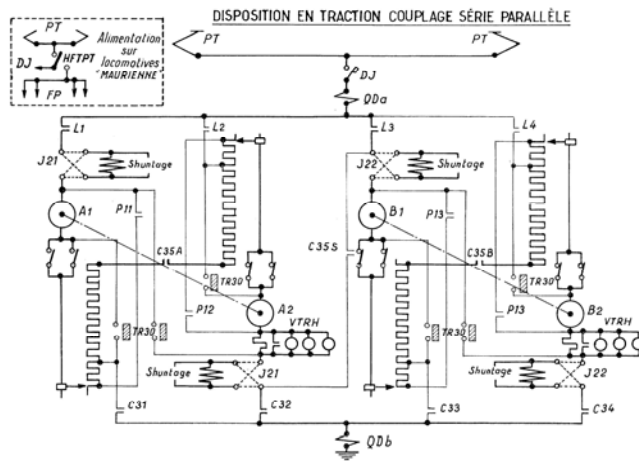 DISPOSITION EN TRACTION COUPLAGE SÉRIE PARALLÈLE
PT
Alimentation
sur
locomotives
"MAURIENNE"
DJ
HFTPT
FP
PT
PT
DJ
QDa
L1
L2
L3
L4
J21
Shuntage
J22
Shuntage
A1
P11
B1
P13
C35A
C35S
C35B
TR30
TR30
P12
A2
P13
B2
TR30
VTRH
TR30
VTRH
Shuntage
J21
Shuntage
J22
C31
C32
C33
C34
QDb